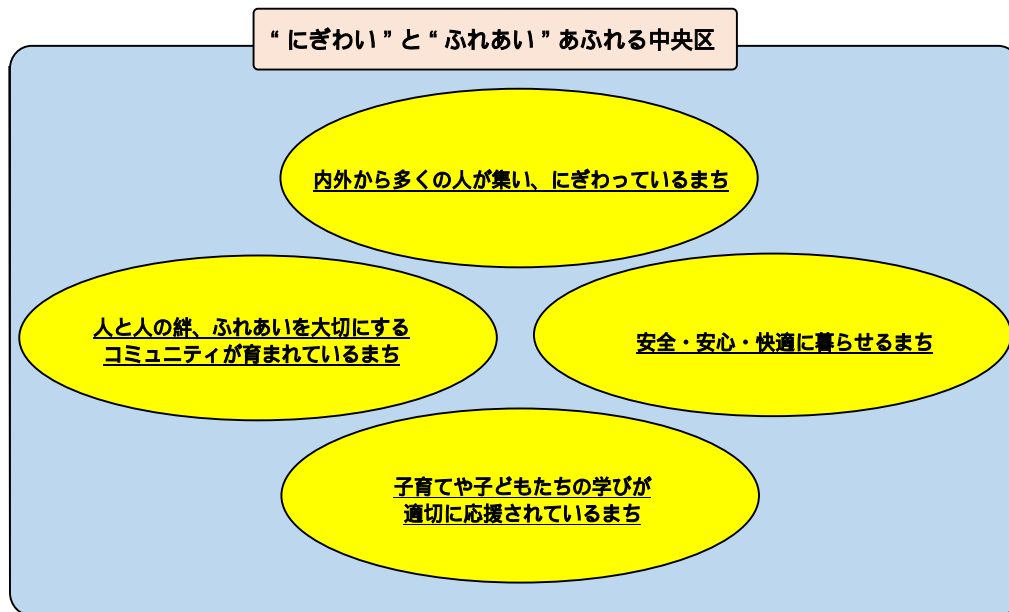 “ にぎわい ” と “ ふれあい ” あふれる中央区
内外から多くの人が集い、にぎわっているまち
人と人の絆、ふれあいを大切にする
コミュニティが育まれているまち
安全・安心・快適に暮らせるまち
子育てや子どもたちの学びが
適切に応援されているまち